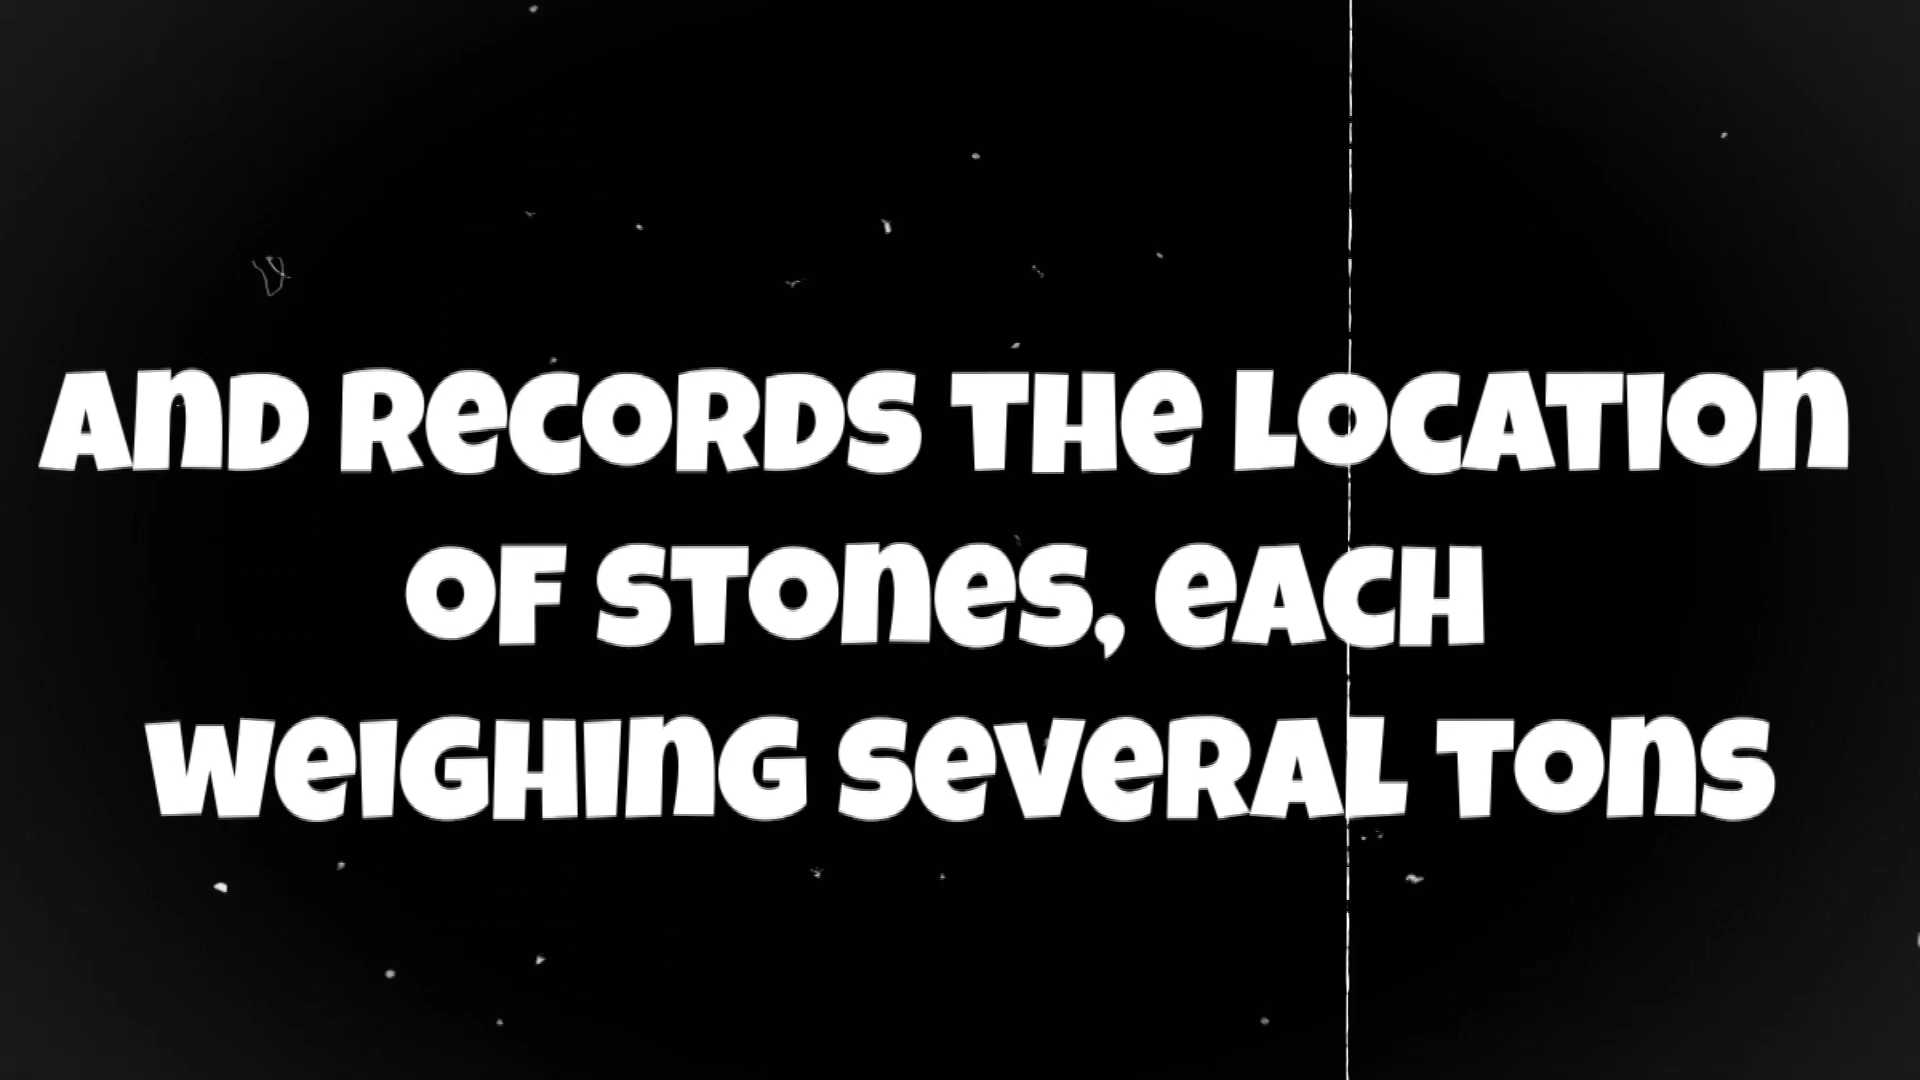 AND RECORDS THE LOCATION
OF STONES, EACH
WEIGHING SEVERAL TONS